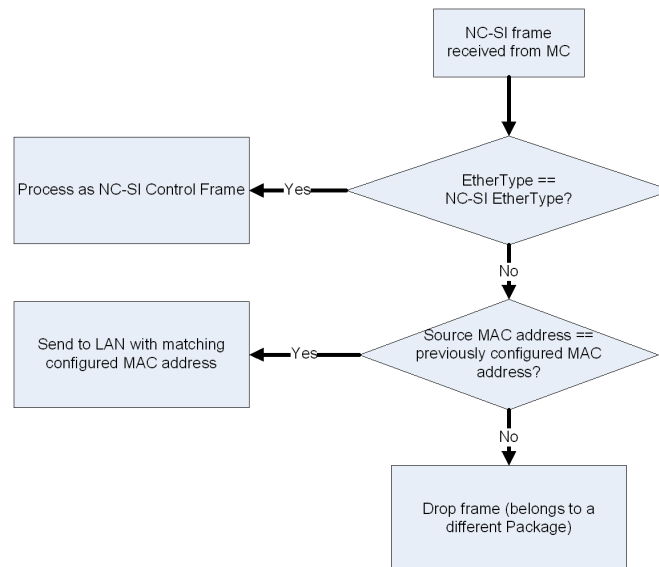 NC-SI frame
received from MC
EtherType ==
NC-SI EtherType?
Yes
Process as NC-SI Control Frame
No
Source MAC address ==
previously configured MAC
address?
Yes
Send to LAN with matching
configured MAC address
No
Drop frame (belongs to a
different Package)